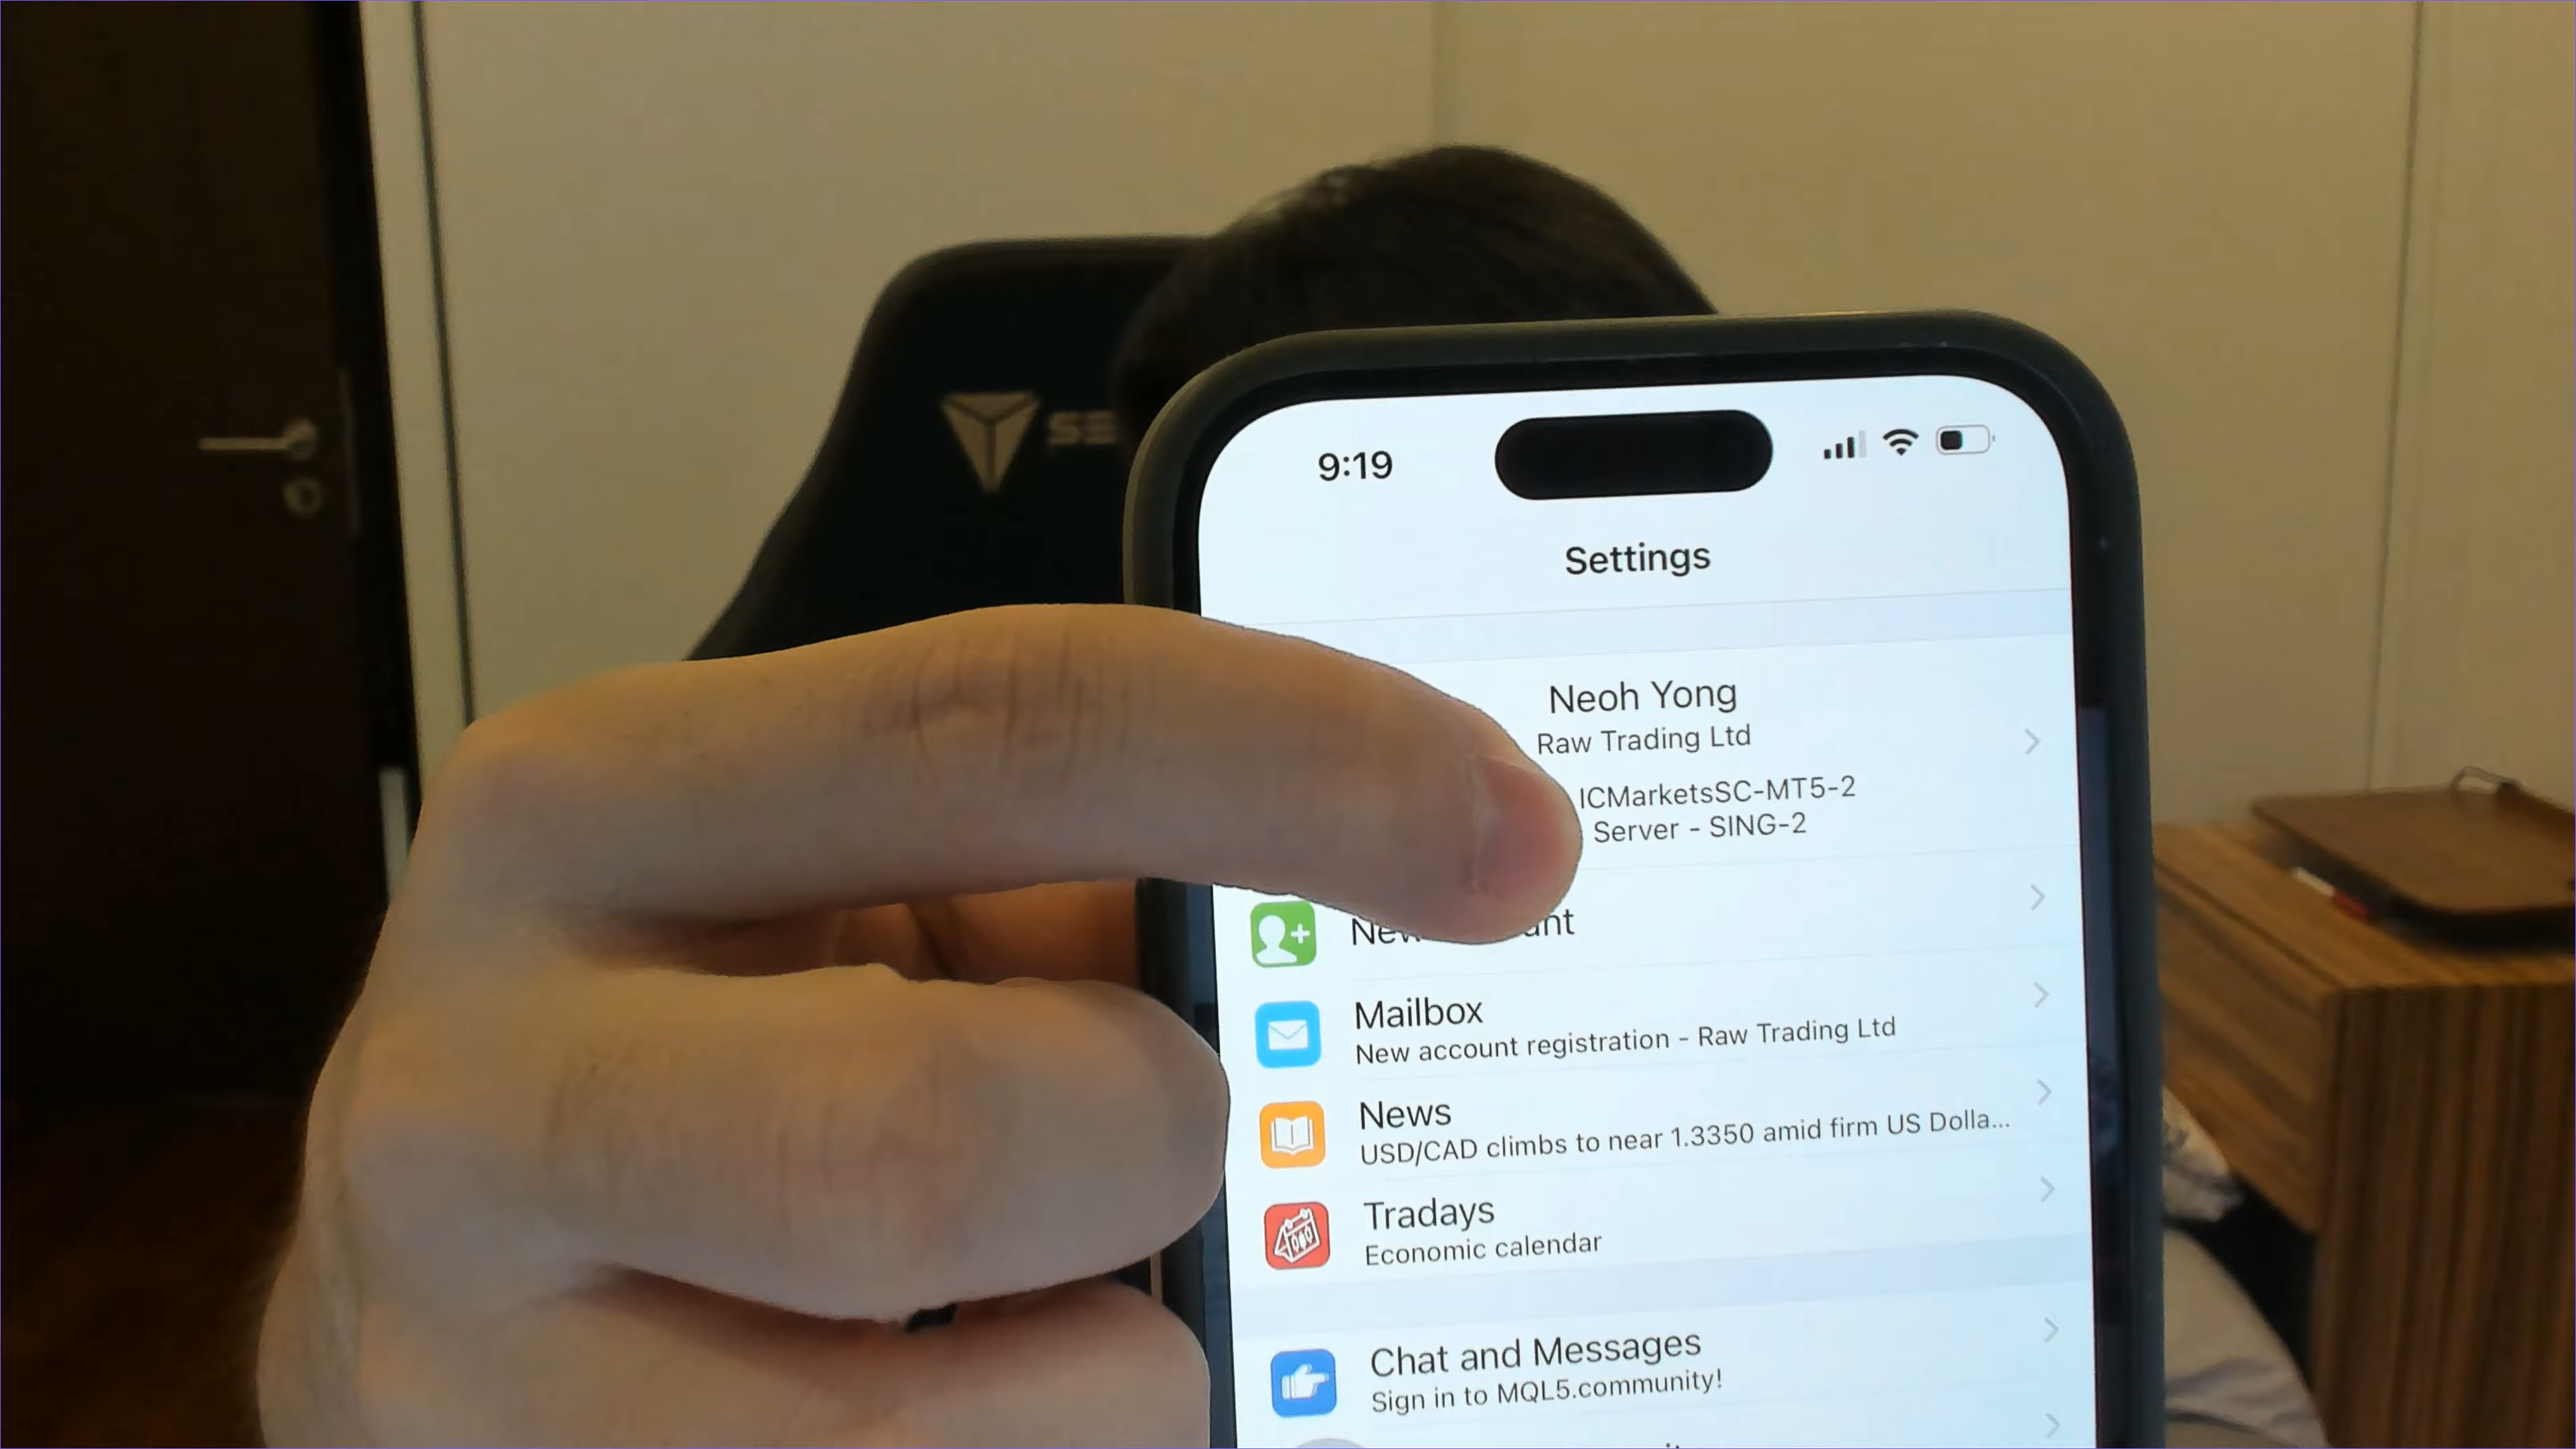 SE
9:19
Settings
Neoh Yong
Raw Trading Ltd
ICMarketsSC-MT5-2
Server - SING-2
Mailbox
New account registration - Raw Trading Ltd
News
USD/CAD climbs to near 1.3350 amid firm US Dolla...
Tradays
Economic calendar
Chat and Messages
Sign in to MQL5.community!